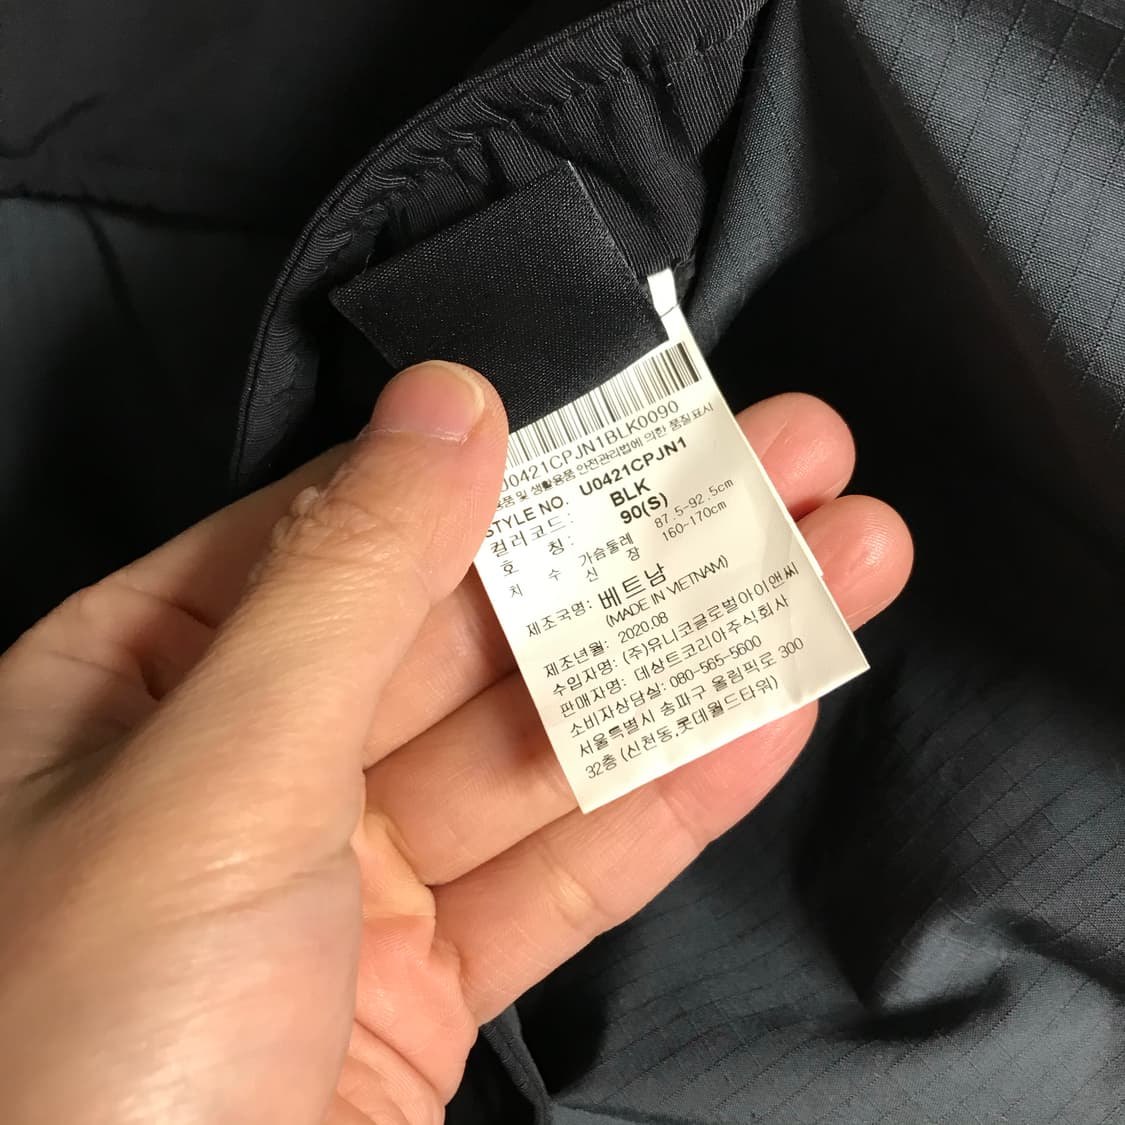 U0421CPJN1BLK0090
용품 및 생활용품 안전관리법에 의한 품질표시
STYLE NO. U0421CPJN1
컬러코드: BLK
호 칭: 90(S)
치 수 가슴둘레 87.5-92.5cm
신 장 160-170cm
제조국명: 베트남
(MADE IN VIETNAM)
제조년월: 2020.08
수입자명: (주)유니코글로벌아이앤씨
판매자명: 데상트코리아주식회사
소비자상담실: 080-565-5600
서울특별시 송파구 올림픽로 300
32층 (신천동,롯데월드타워)